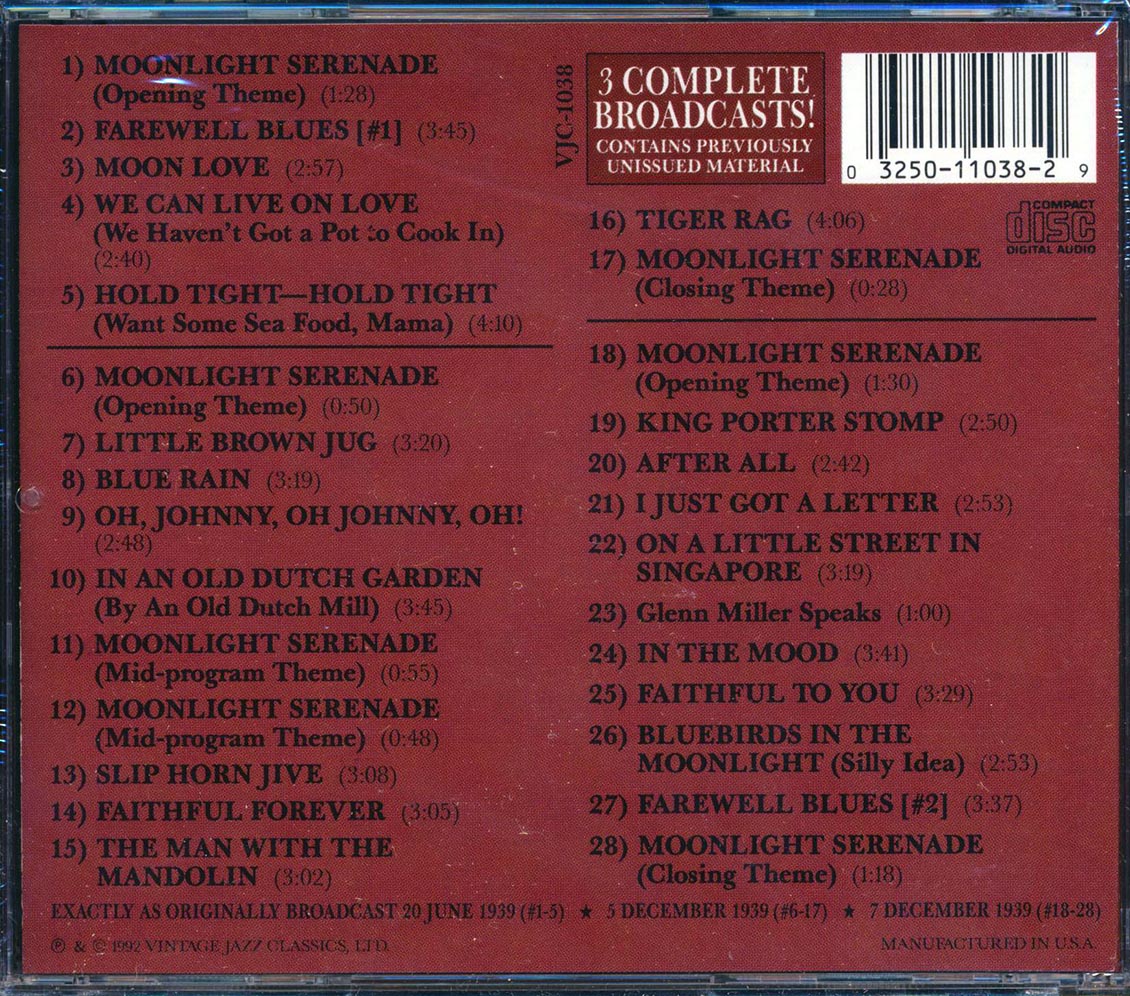 1) MOONLIGHT SERENADE
(Opening Theme) (1:28)
2) FAREWELL BLUES [#1] (3:45)
3) MOON LOVE (2:57)
4) WE CAN LIVE ON LOVE
(We Haven't Got a Pot to Cook In)
(2:40)
5) HOLD TIGHT—HOLD TIGHT
(Want Some Sea Food, Mama) (4:10)
6) MOONLIGHT SERENADE
(Opening Theme) (0:50)
7) LITTLE BROWN JUG (3:20)
8) BLUE RAIN (3:19)
9) OH, JOHNNY, OH JOHNNY, OH!
(2:48)
10) IN AN OLD DUTCH GARDEN
(By An Old Dutch Mill) (3:45)
11) MOONLIGHT SERENADE
(Mid-program Theme) (0:55)
12) MOONLIGHT SERENADE
(Mid-program Theme) (0:48)
13) SLIP HORN JIVE (3:08)
14) FAITHFUL FOREVER (3:05)
15) THE MAN WITH THE
MANDOLIN (3:02)
VJC-1038
3 COMPLETE
BROADCASTS!
CONTAINS PREVIOUSLY
UNISSUED MATERIAL
0 3250-11038-2 9
COMPACT
disc
DIGITAL AUDIO
16) TIGER RAG (4:06)
17) MOONLIGHT SERENADE
(Closing Theme) (0:28)
18) MOONLIGHT SERENADE
(Opening Theme) (1:30)
19) KING PORTER STOMP (2:50)
20) AFTER ALL (2:42)
21) I JUST GOT A LETTER (2:53)
22) ON A LITTLE STREET IN
SINGAPORE (3:19)
23) Glenn Miller Speaks (1:00)
24) IN THE MOOD (3:41)
25) FAITHFUL TO YOU (3:29)
26) BLUEBIRDS IN THE
MOONLIGHT (Silly Idea) (2:53)
27) FAREWELL BLUES [#2] (3:37)
28) MOONLIGHT SERENADE
(Closing Theme) (1:18)
EXACTLY AS ORIGINALLY BROADCAST 20 JUNE 1939 (#1-5) ★ 5 DECEMBER 1939 (#6-17) ★ 7 DECEMBER 1939 (#18-28)
℗ & © 1992 VINTAGE JAZZ CLASSICS, LTD.
MANUFACTURED IN U.S.A.